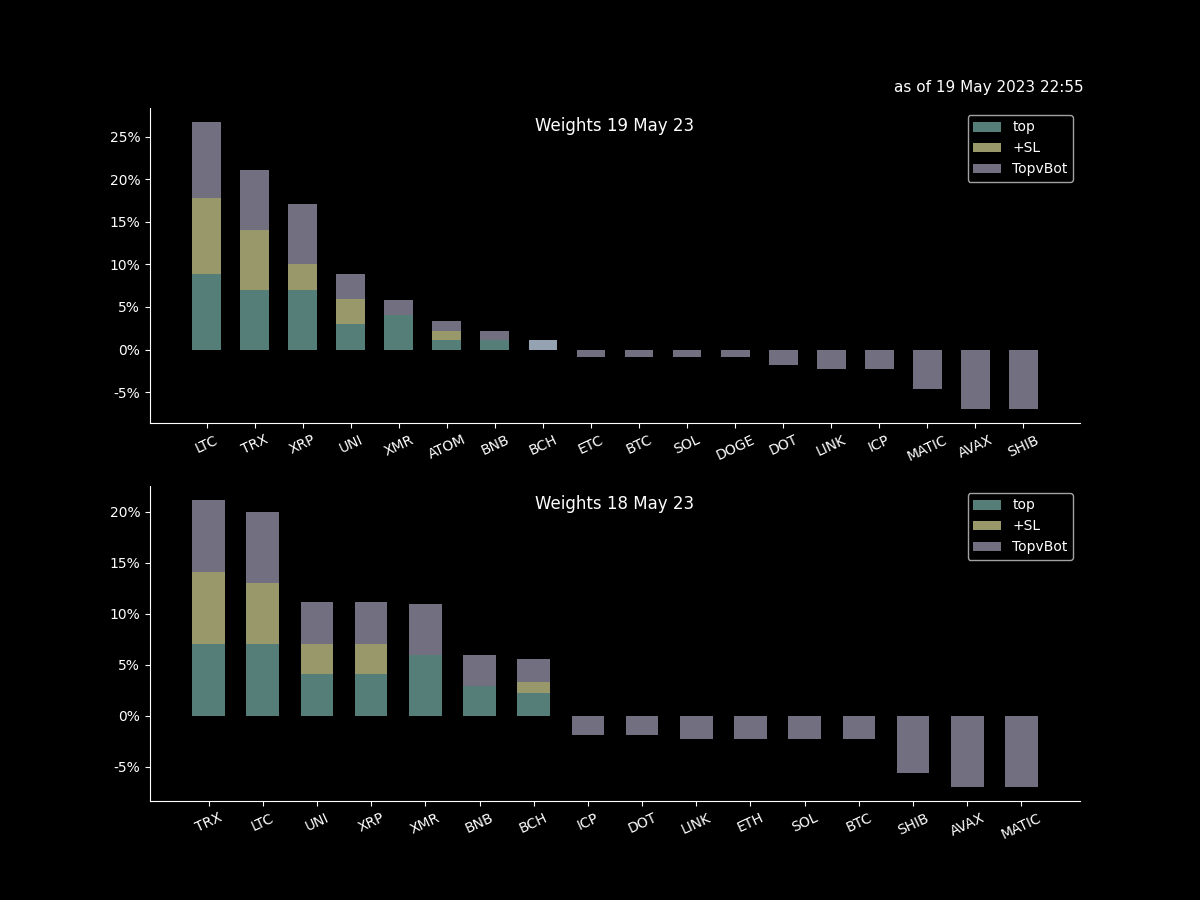 as of 19 May 2023 22:55
Weights 19 May 23
top
+SL
TopvBot
25%
20%
15%
10%
5%
0%
-5%
LTC TRX XRP UNI XMR ATOM BNB BCH ETC BTC SOL DOGE DOT LINK ICP MATIC AVAX SHIB
Weights 18 May 23
top
+SL
TopvBot
20%
15%
10%
5%
0%
-5%
TRX LTC UNI XRP XMR BNB BCH ICP DOT LINK ETH SOL BTC SHIB AVAX MATIC